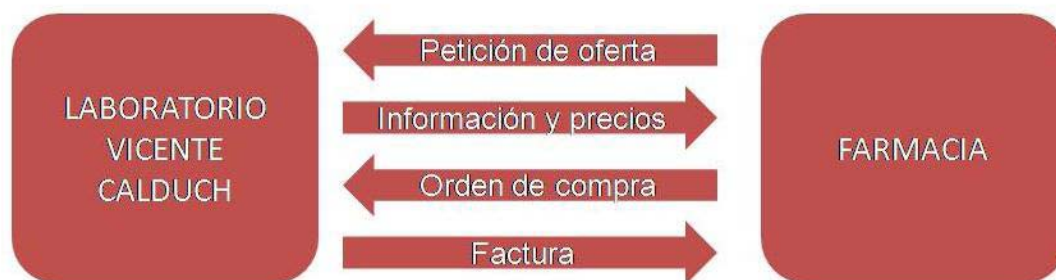 LABORATORIO
VICENTE
CALDUCH
Petición de oferta
Información y precios
Orden de compra
Factura
FARMACIA